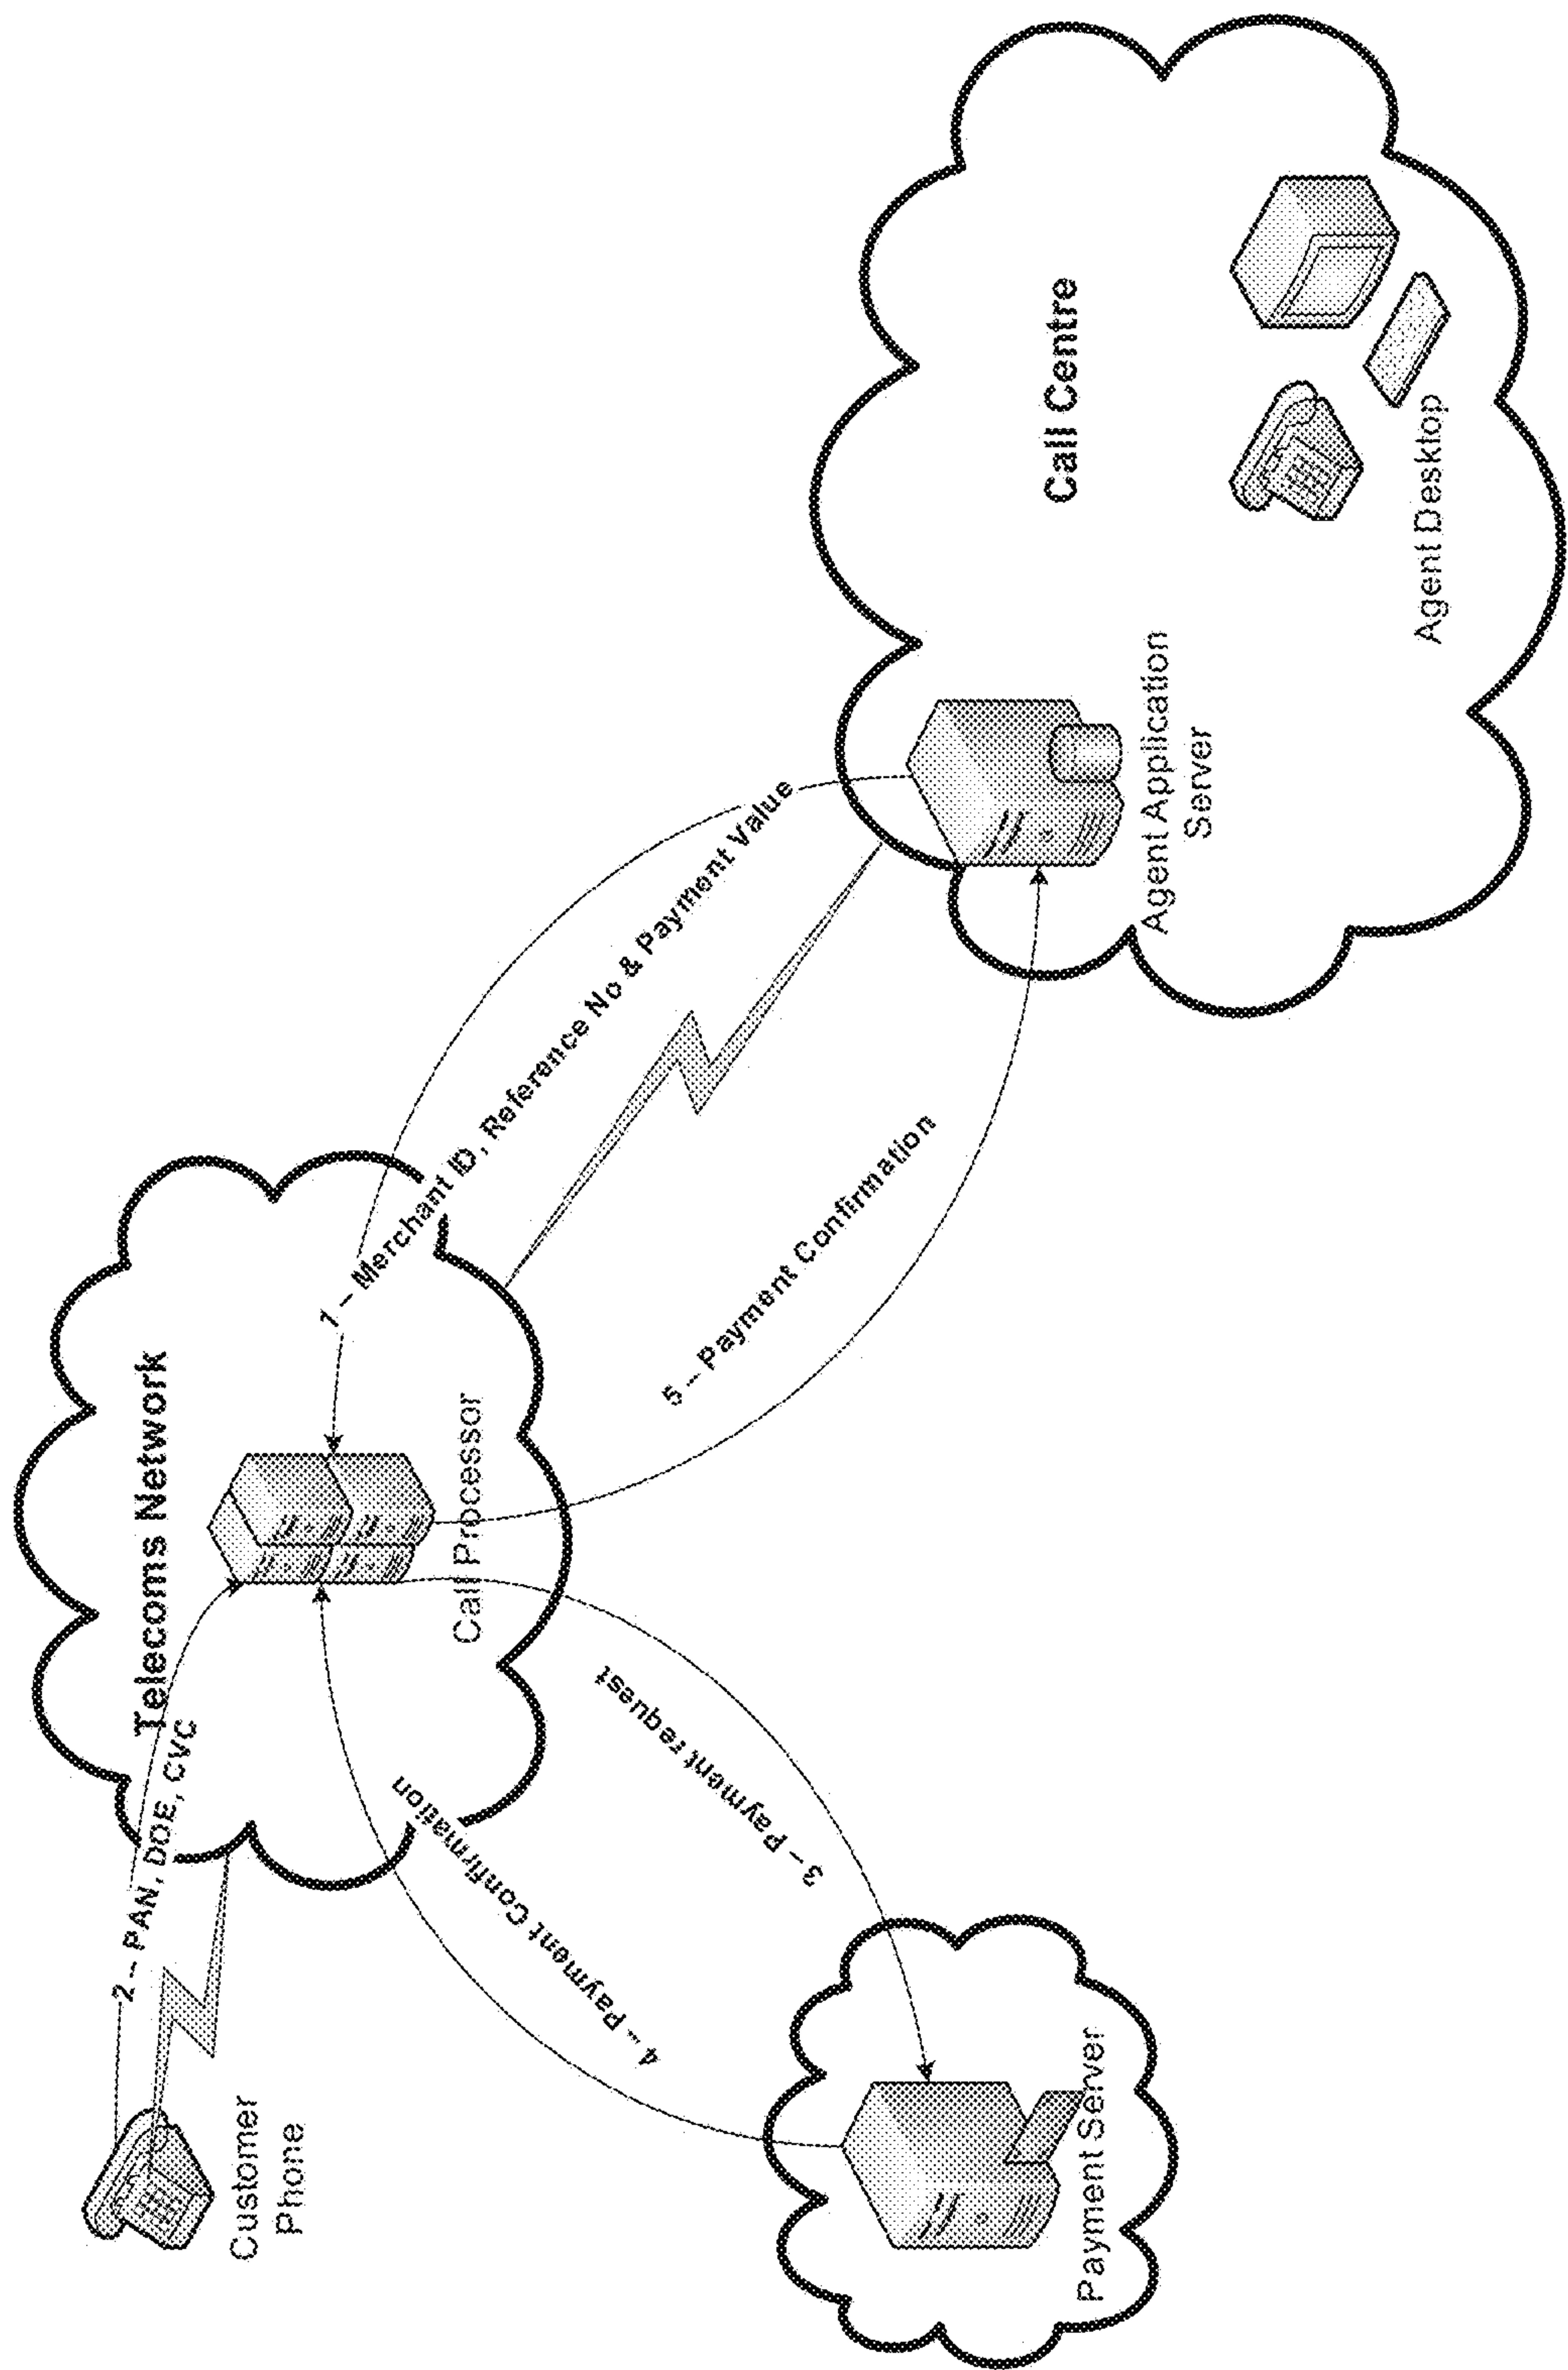 Customer
Phone
2 – PAN, DOE, CVC
Telecoms Network
Call Processor
1 – Merchant ID, Reference No & Payment Value
4 – Payment Confirmation
3 – Payment request
5 – Payment Confirmation
Payment Server
Call Centre
Agent Application
Server
Agent Desktop